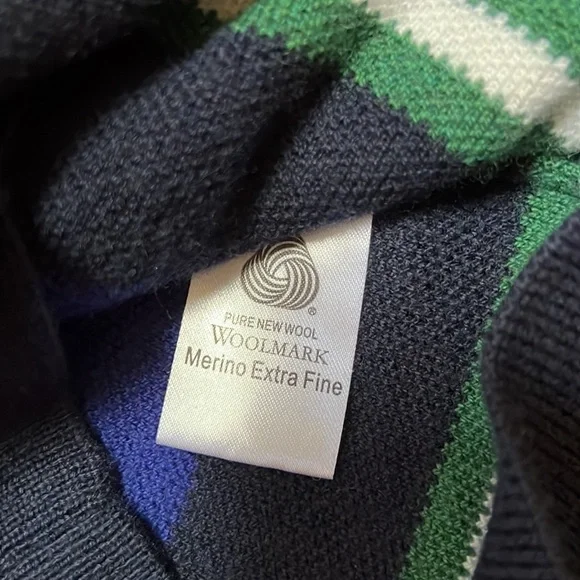 ®
PURE NEW WOOL
WOOLMARK
Merino Extra Fine